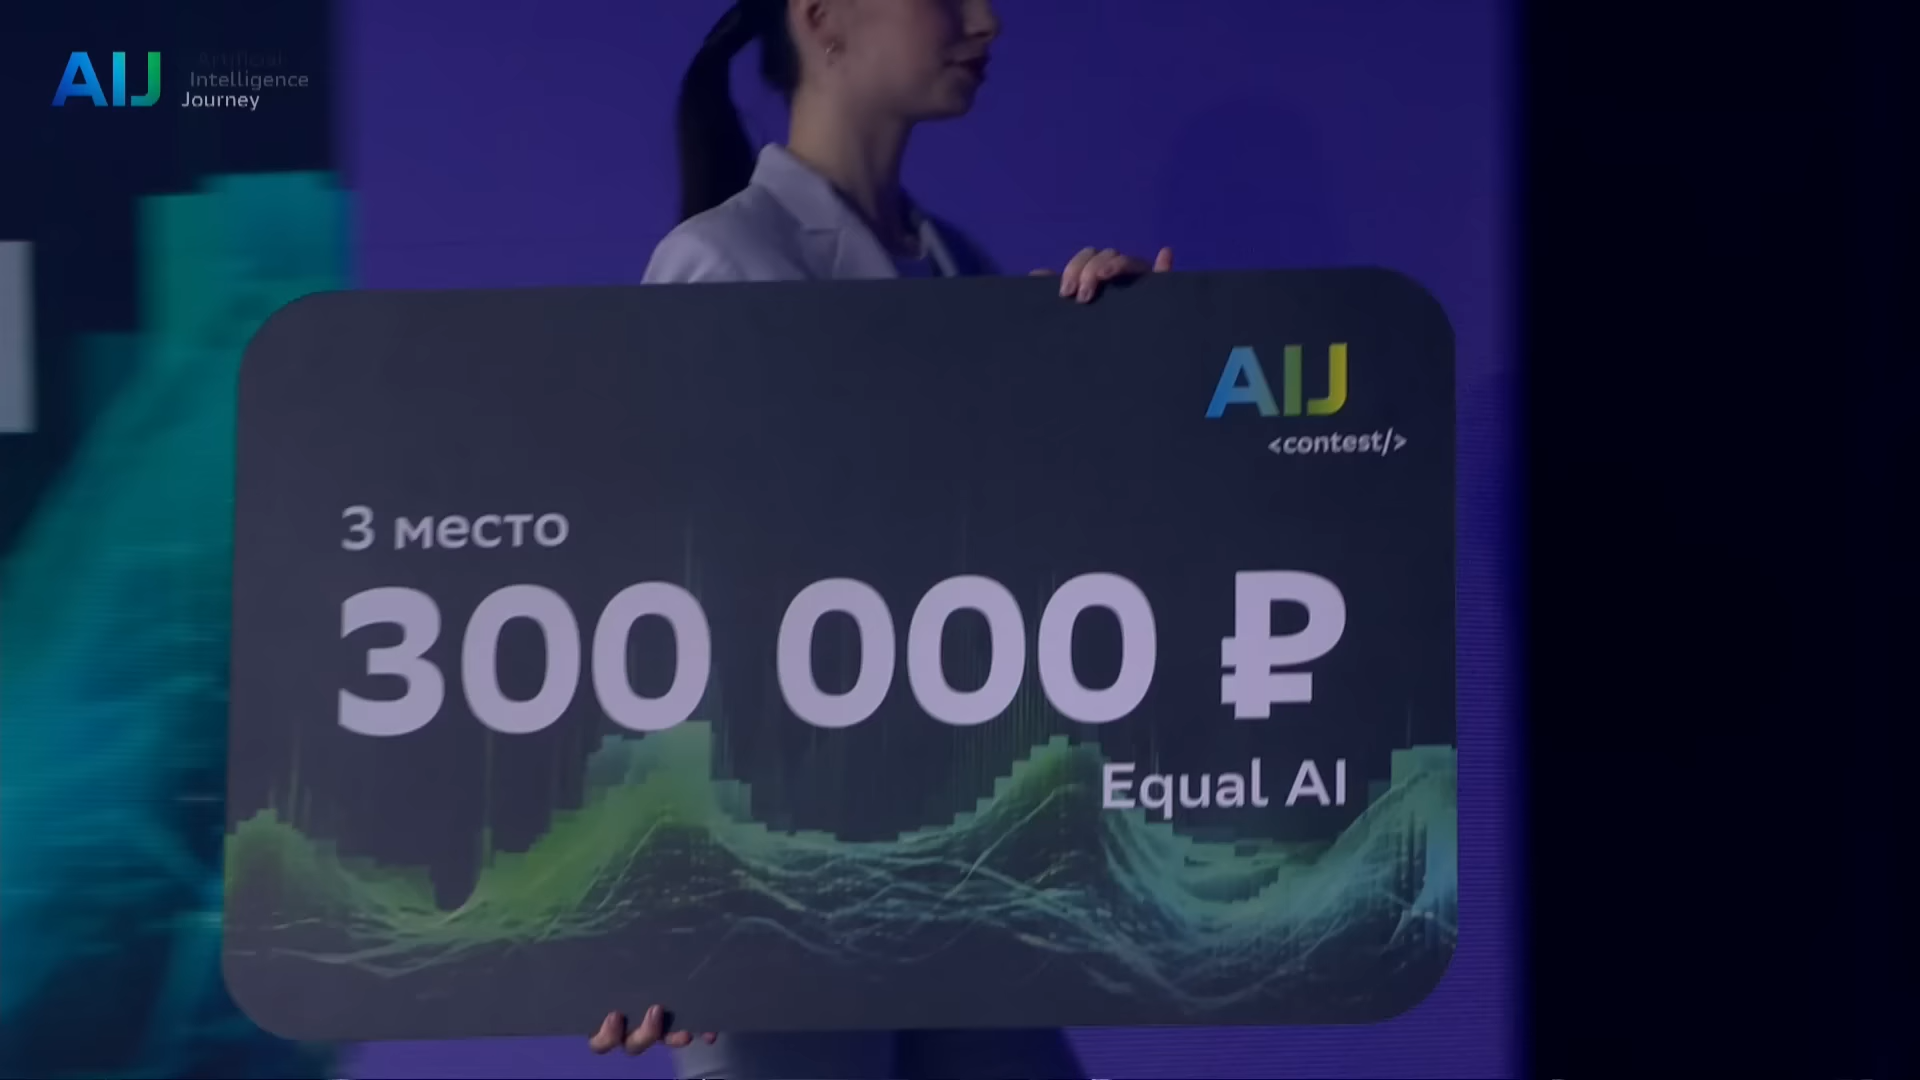 AIJ
Artificial
Intelligence
Journey
AIJ
<contest/>
3 место
300 000 ₽
Equal AI